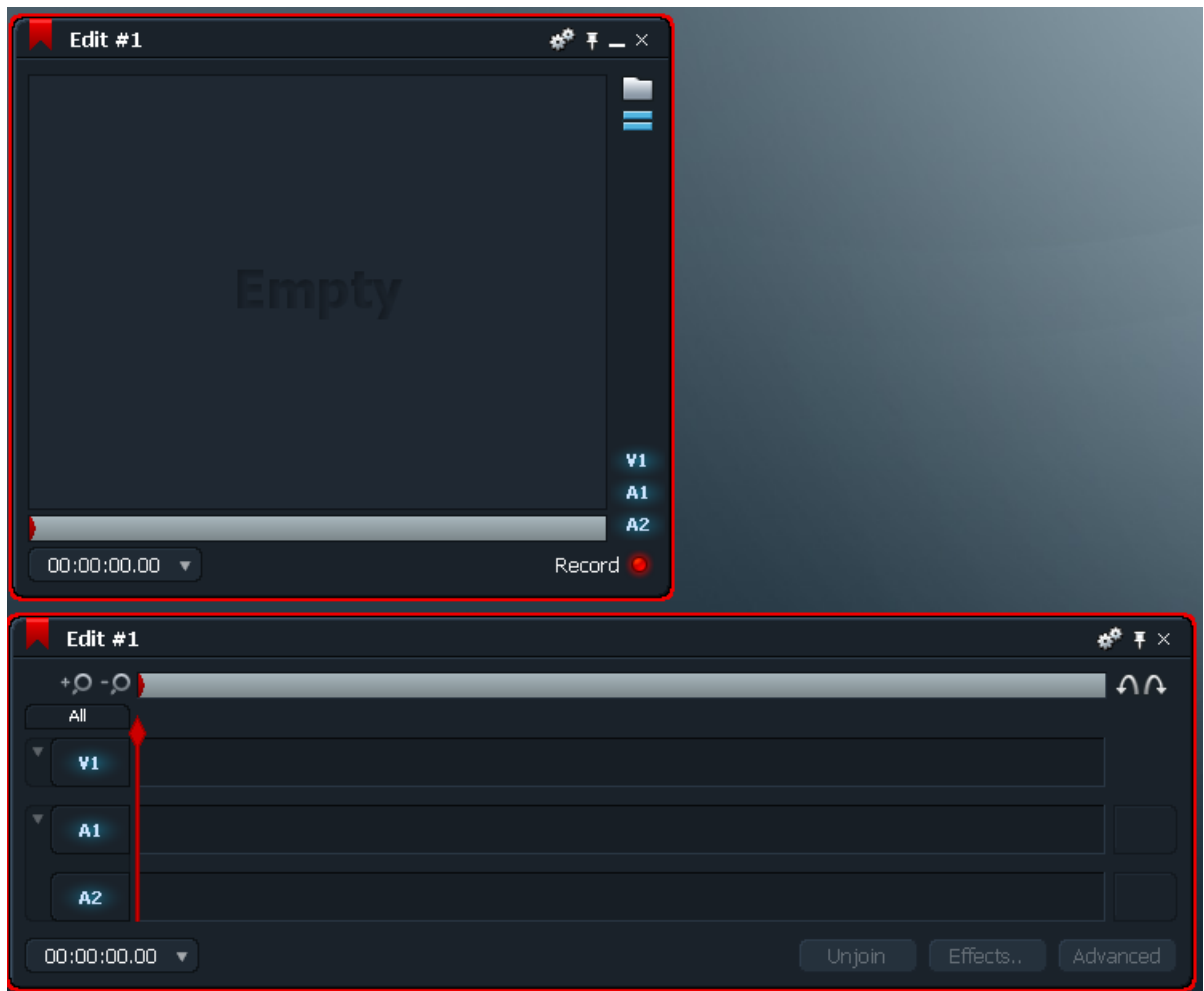 Edit #1
Empty
V1
A1
A2
00:00:00.00
Record
Edit #1
All
V1
A1
A2
00:00:00.00
Unjoin Effects.. Advanced